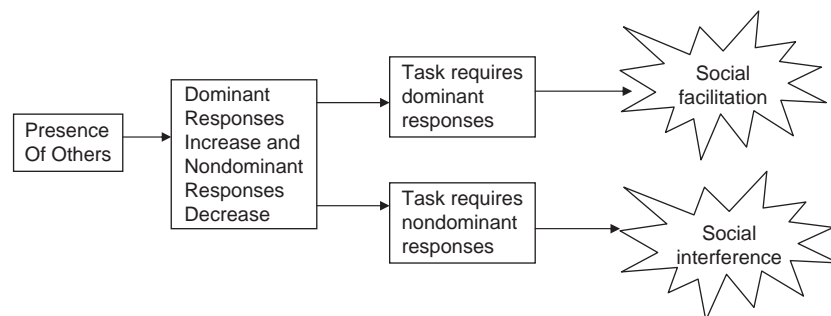 Presence
Of Others
Dominant
Responses
Increase and
Nondominant
Responses
Decrease
Task requires
dominant
responses
Social
facilitation
Task requires
nondominant
responses
Social
interference